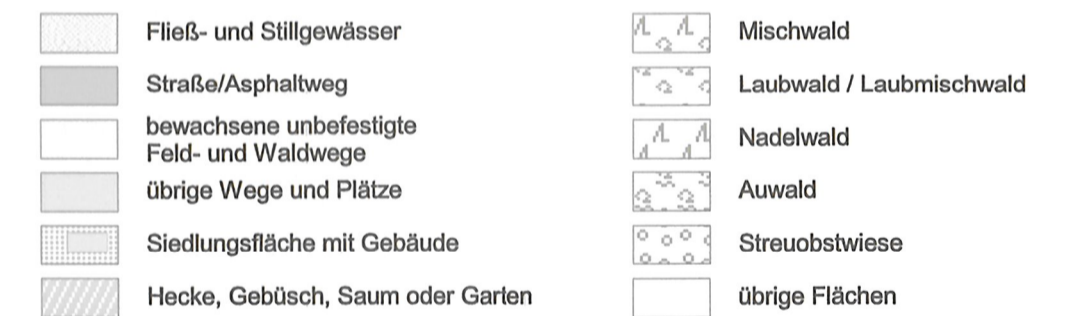 Fließ- und Stillgewässer
Straße/Asphaltweg
bewachsene unbefestigte
Feld- und Waldwege
übrige Wege und Plätze
Siedlungsfläche mit Gebäude
Hecke, Gebüsch, Saum oder Garten
Mischwald
Laubwald / Laubmischwald
Nadelwald
Auwald
Streuobstwiese
übrige Flächen